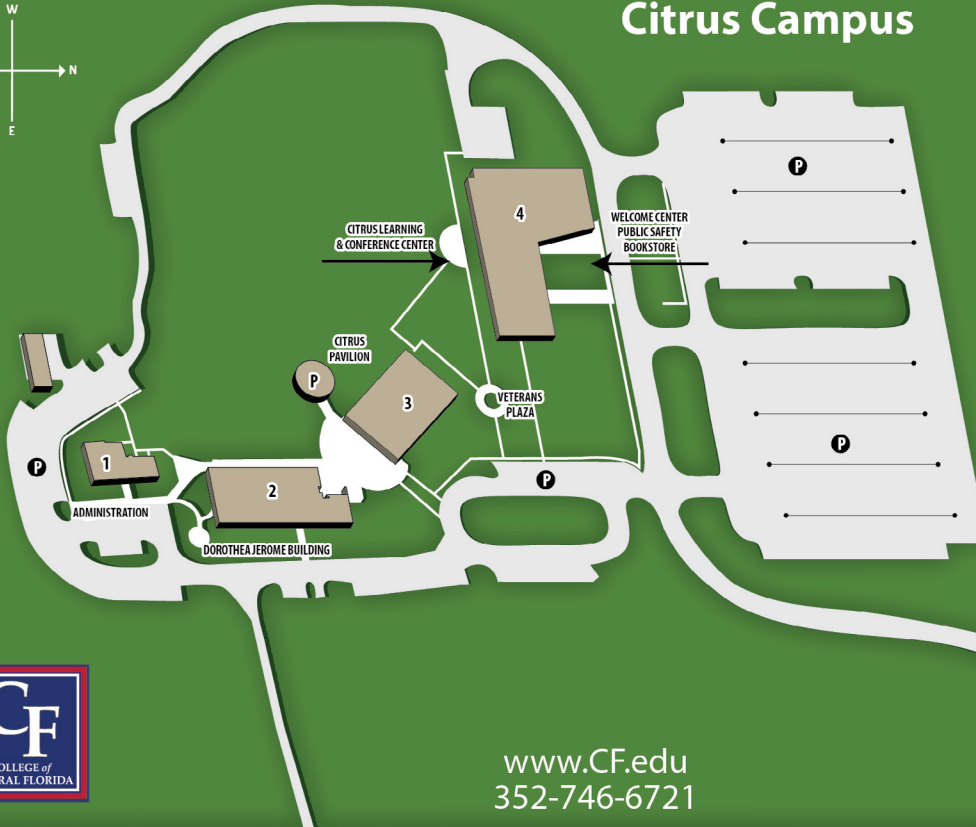 Citrus Campus
W
N
E
P
4
CITRUS LEARNING
& CONFERENCE CENTER
WELCOME CENTER
PUBLIC SAFETY
BOOKSTORE
CITRUS
PAVILION
P
3
VETERANS
PLAZA
P
1
P
2
P
ADMINISTRATION
DOROTHEA JEROME BUILDING
CF
OLLEGE of
RAL FLORIDA
www.CF.edu
352-746-6721